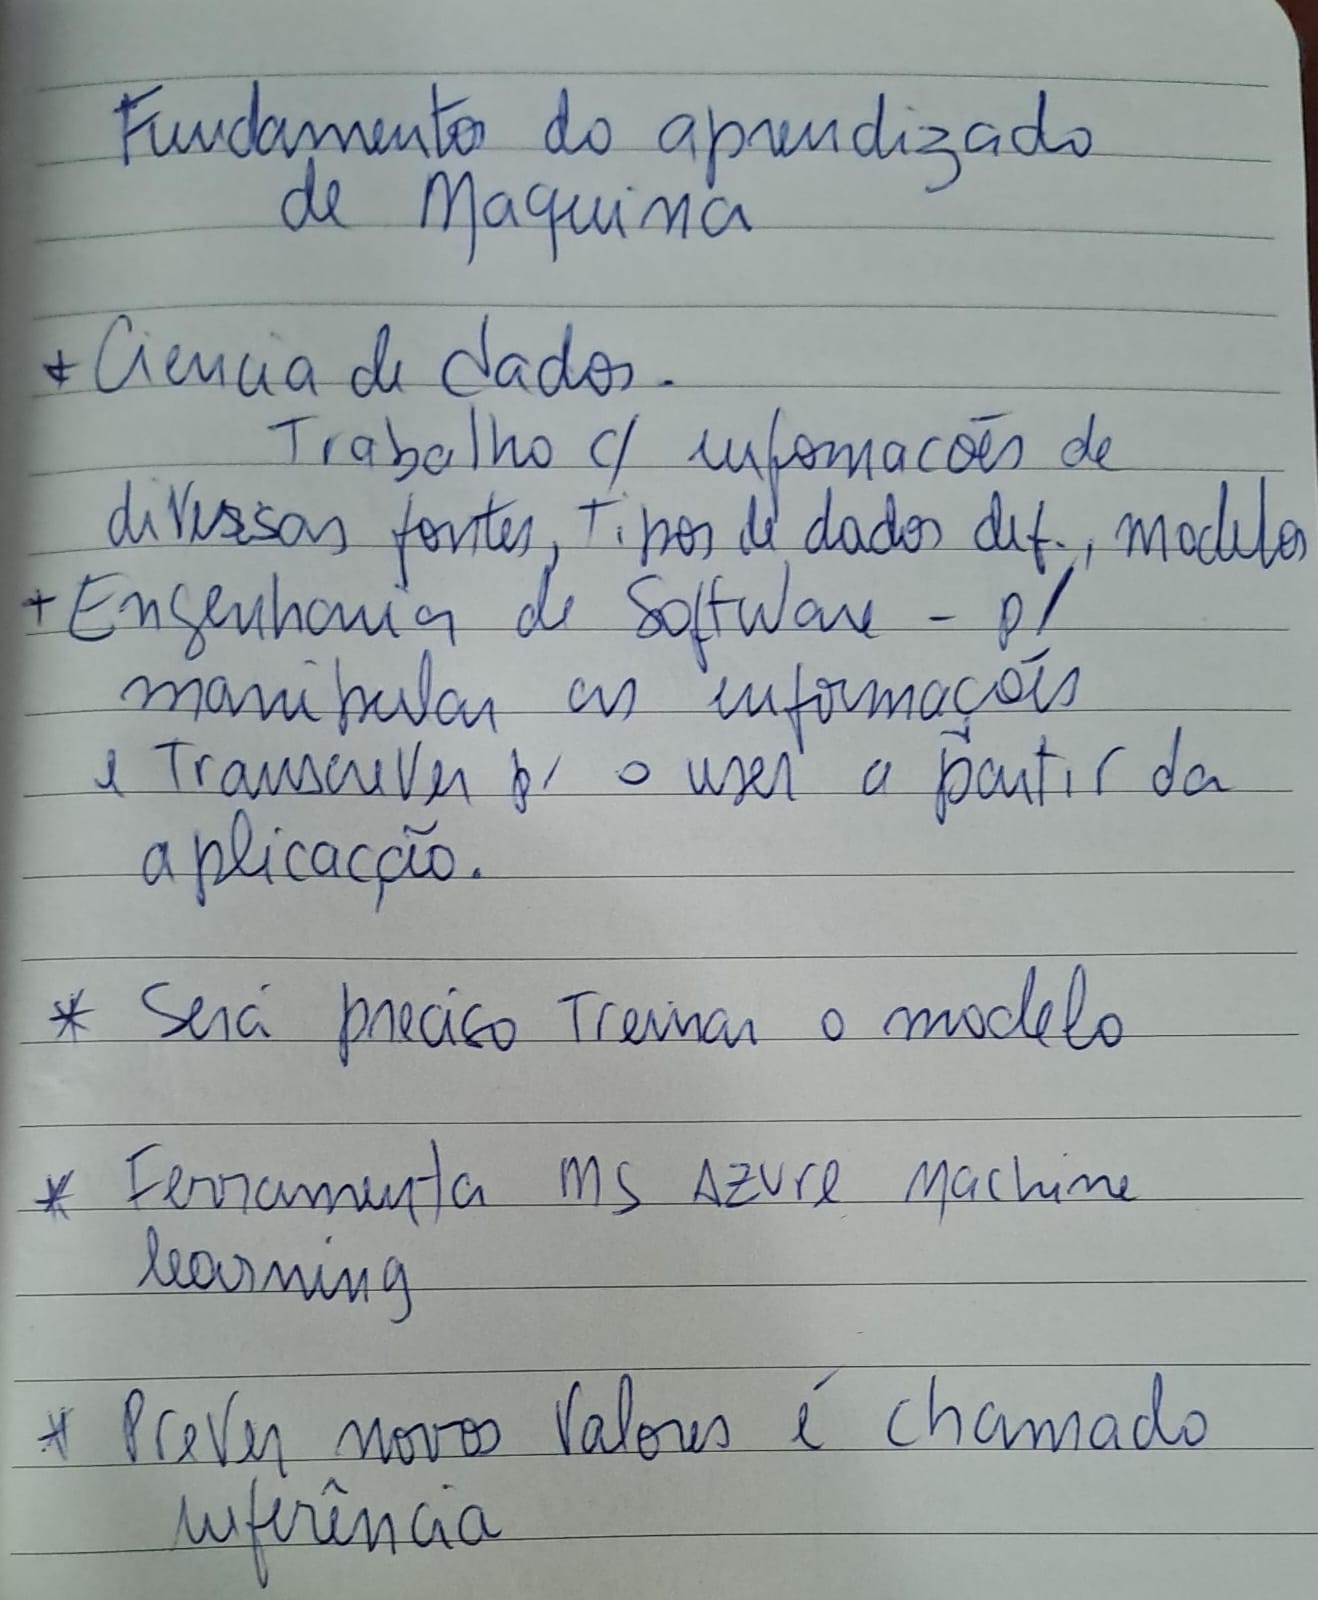 Fundamentos do aprendizado
de Maquina
* Ciencia de dados.
Trabalho c/ infomacões de
diversas fontes, Tipos de dados dif., modelos
+ Engenharia de Software - p/
manipular as informações
e Transcrever p/ o user a partir da
aplicacção.
* Será preciso Treinar o modelo
* Ferramenta MS AZURE Machine
learning
* Prever novos valores é chamado
inferência